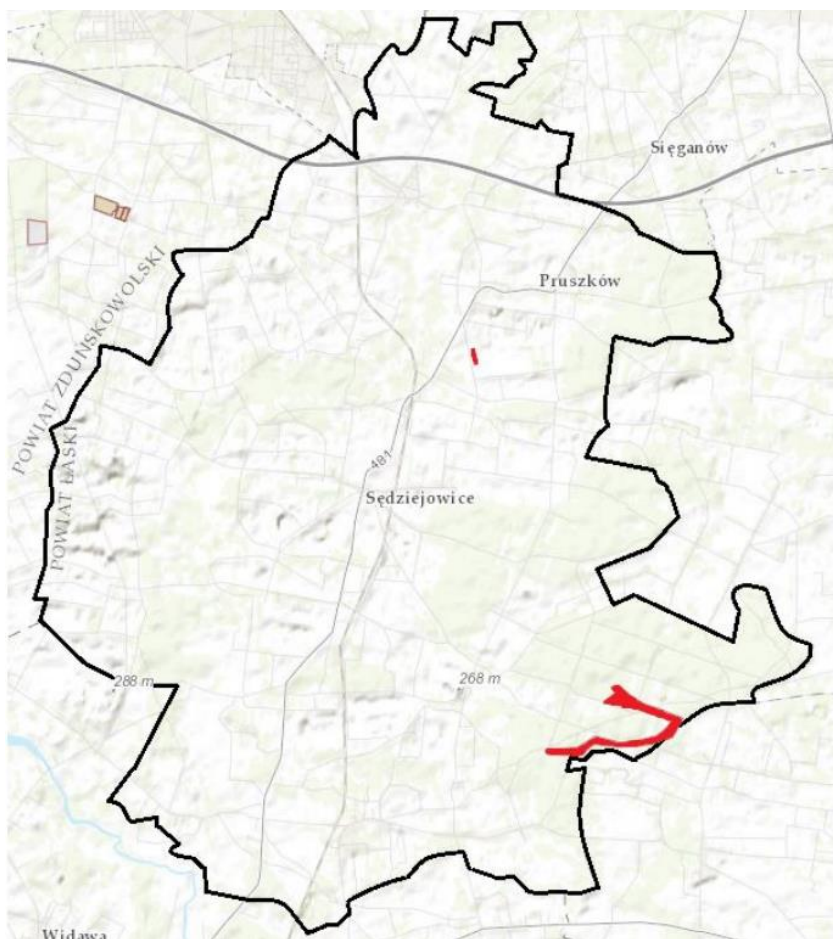 Sięganów
Pruszków
POWIAT ZDUŃSKOWOLSKI
POWIAT ŁASKI
481
Sędziejowice
288 m
268 m
Widawa